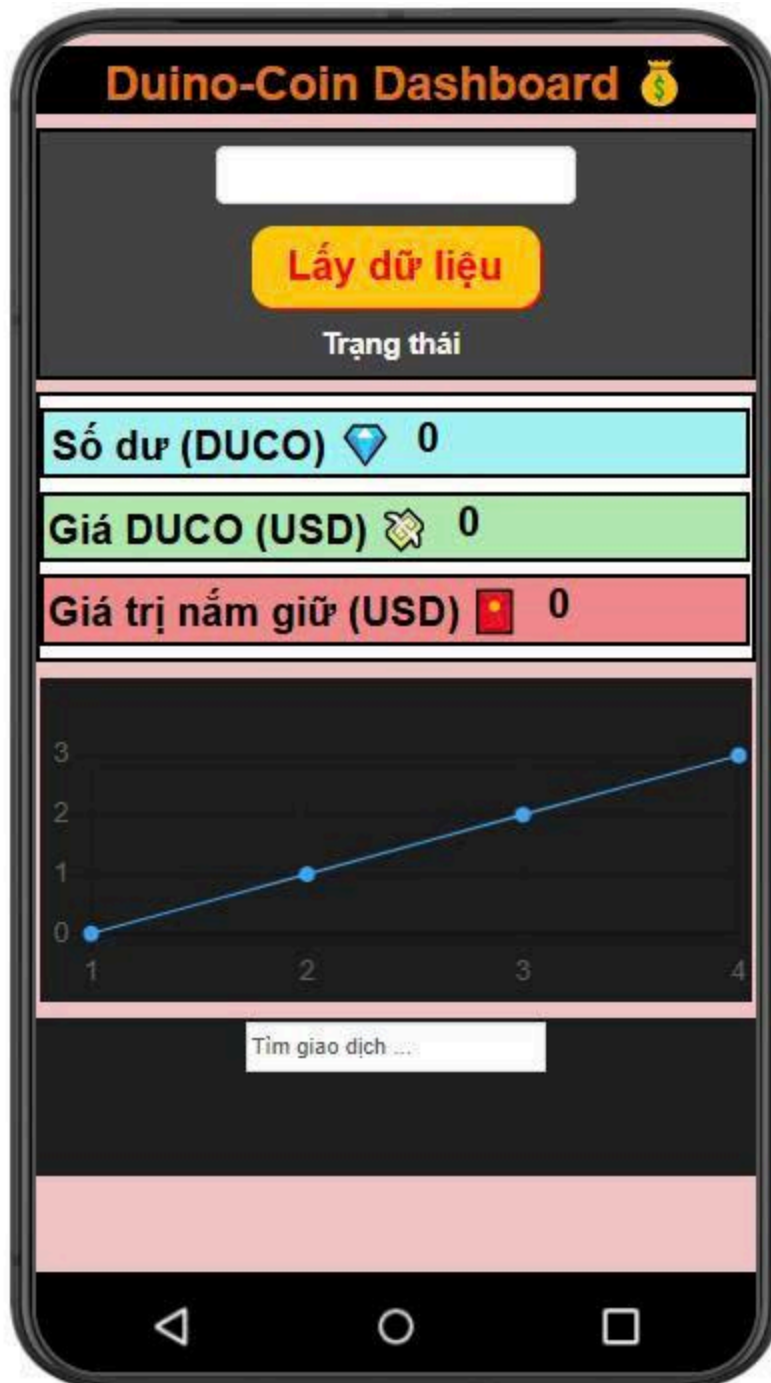 Duino-Coin Dashboard 💰
Lấy dữ liệu
Trạng thái
Số dư (DUCO) 💎 0
Giá DUCO (USD) 💸 0
Giá trị nắm giữ (USD) 🧧 0
3
2
1
0
1 2 3 4
Tìm giao dịch ...